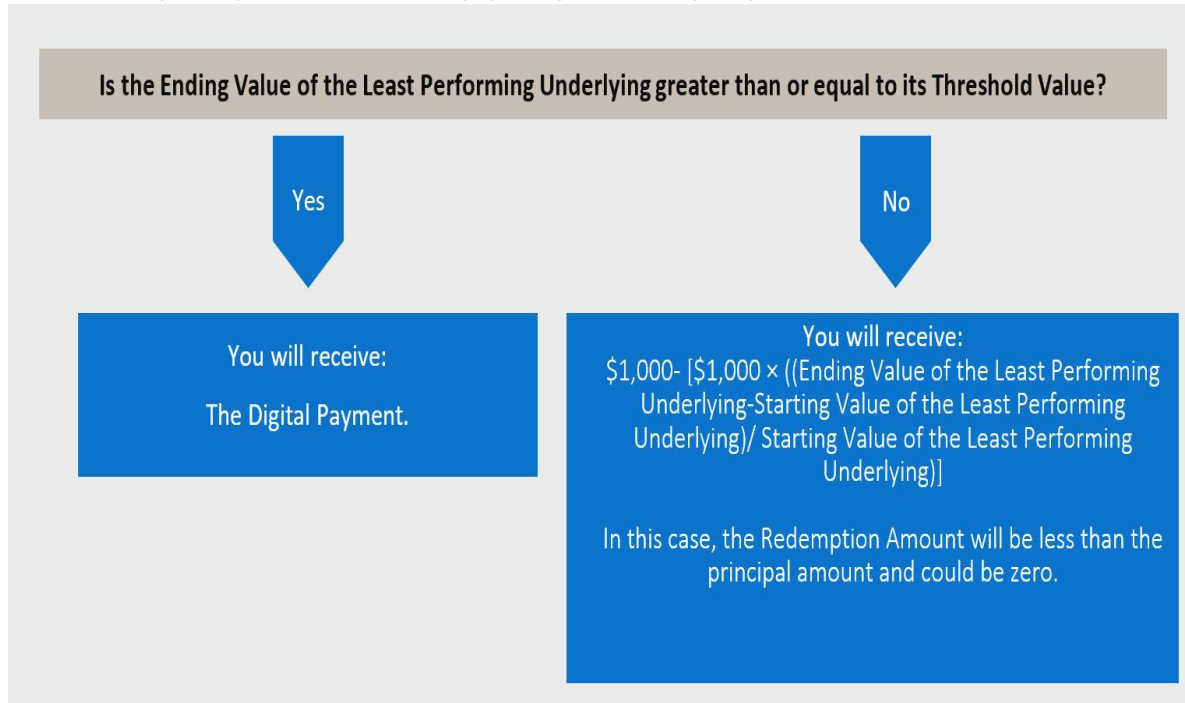 Is the Ending Value of the Least Performing Underlying greater than or equal to its Threshold Value?
Yes
No
You will receive:
The Digital Payment.
You will receive:
$1,000- [$1,000 × ((Ending Value of the Least Performing
Underlying-Starting Value of the Least Performing
Underlying)/ Starting Value of the Least Performing
Underlying)]
In this case, the Redemption Amount will be less than the
principal amount and could be zero.